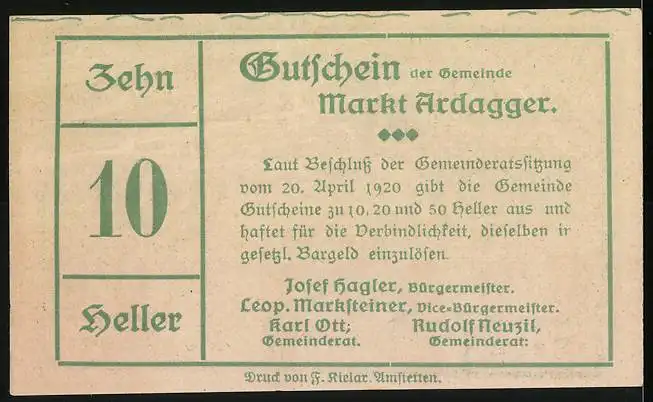 Zehn
10
Heller
Gutschein der Gemeinde
Markt Ardagger.
Laut Beschluß der Gemeinderatssitzung
vom 20. April 1920 gibt die Gemeinde
Gutscheine zu 10, 20 und 50 Heller aus und
haftet für die Verbindlichkeit, dieselben ir
gesetzl. Bargeld einzulösen.
Josef Hagler, Bürgermeister.
Leop. Marksteiner, Vice-Bürgermeister.
Karl Ott; Rudolf Neuzil,
Gemeinderat. Gemeinderat:
Druck von F. Kielar. Amstetten.